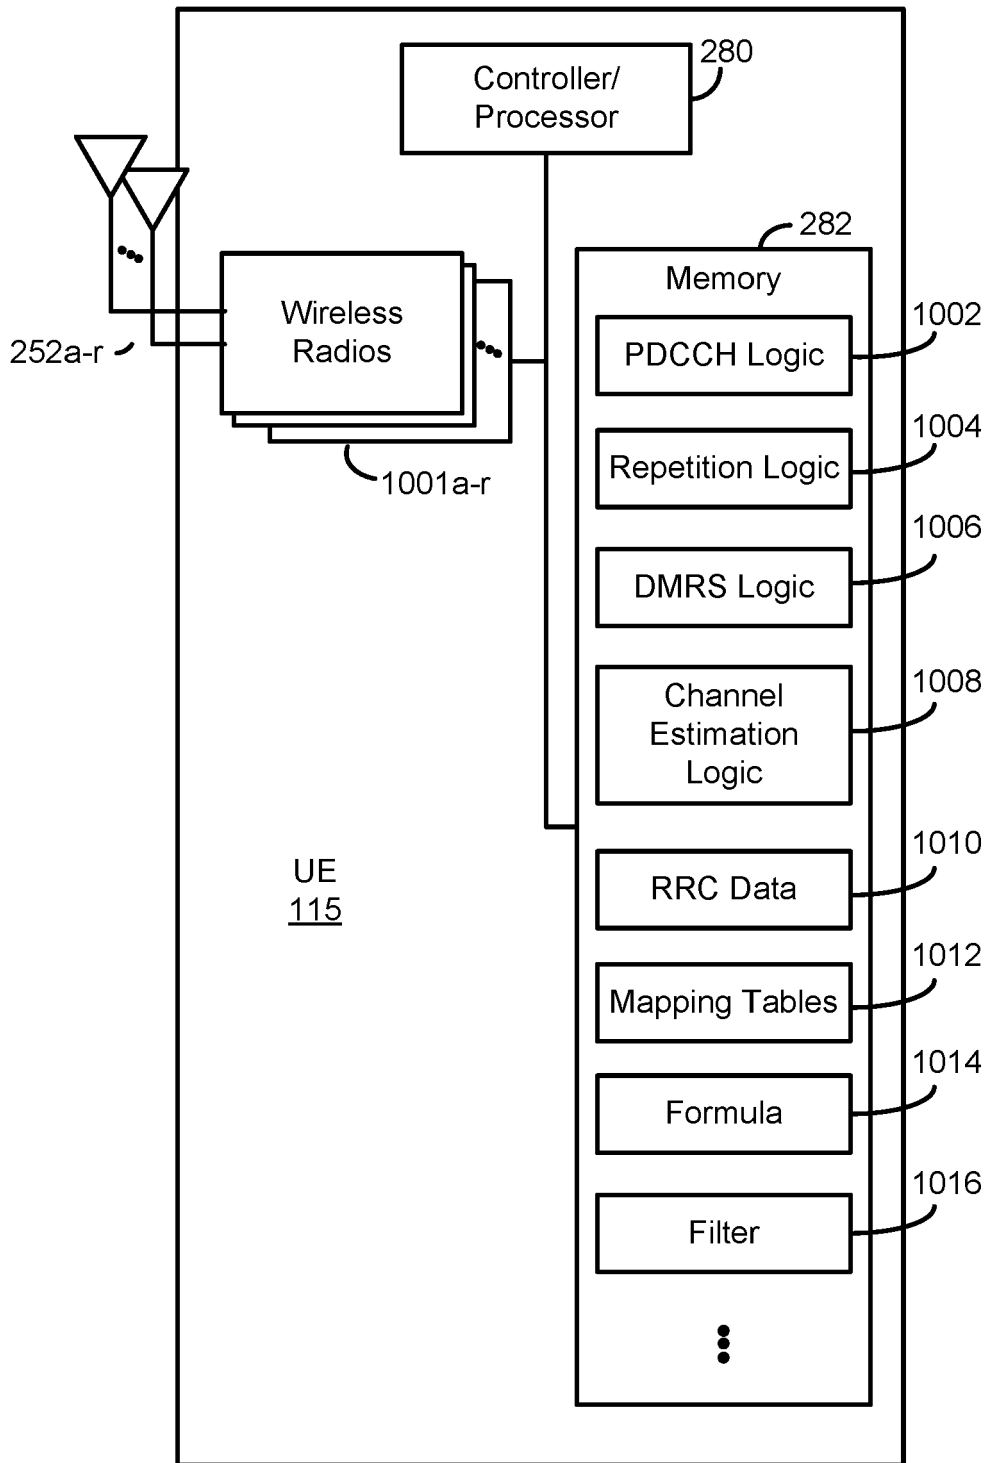 280
Controller/
Processor
282
Memory
Wireless
Radios
252a-r
1001a-r
1002
PDCCH Logic
1004
Repetition Logic
1006
DMRS Logic
1008
Channel
Estimation
Logic
UE
115
1010
RRC Data
1012
Mapping Tables
1014
Formula
1016
Filter